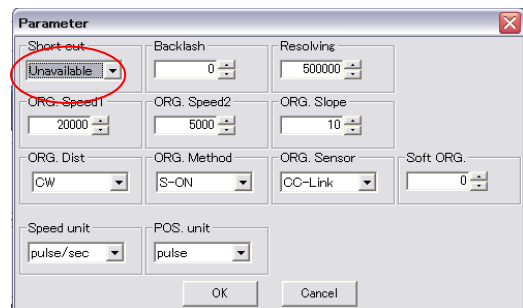 Parameter
Short cut Backlash Resolving
Unavailable 0 500000
ORG. Speed1 ORG. Speed2 ORG. Slope
20000 5000 10
ORG. Dist ORG. Method ORG. Sensor Soft ORG.
CW S-ON CC-Link 0
Speed unit POS. unit
pulse/sec pulse
OK Cancel